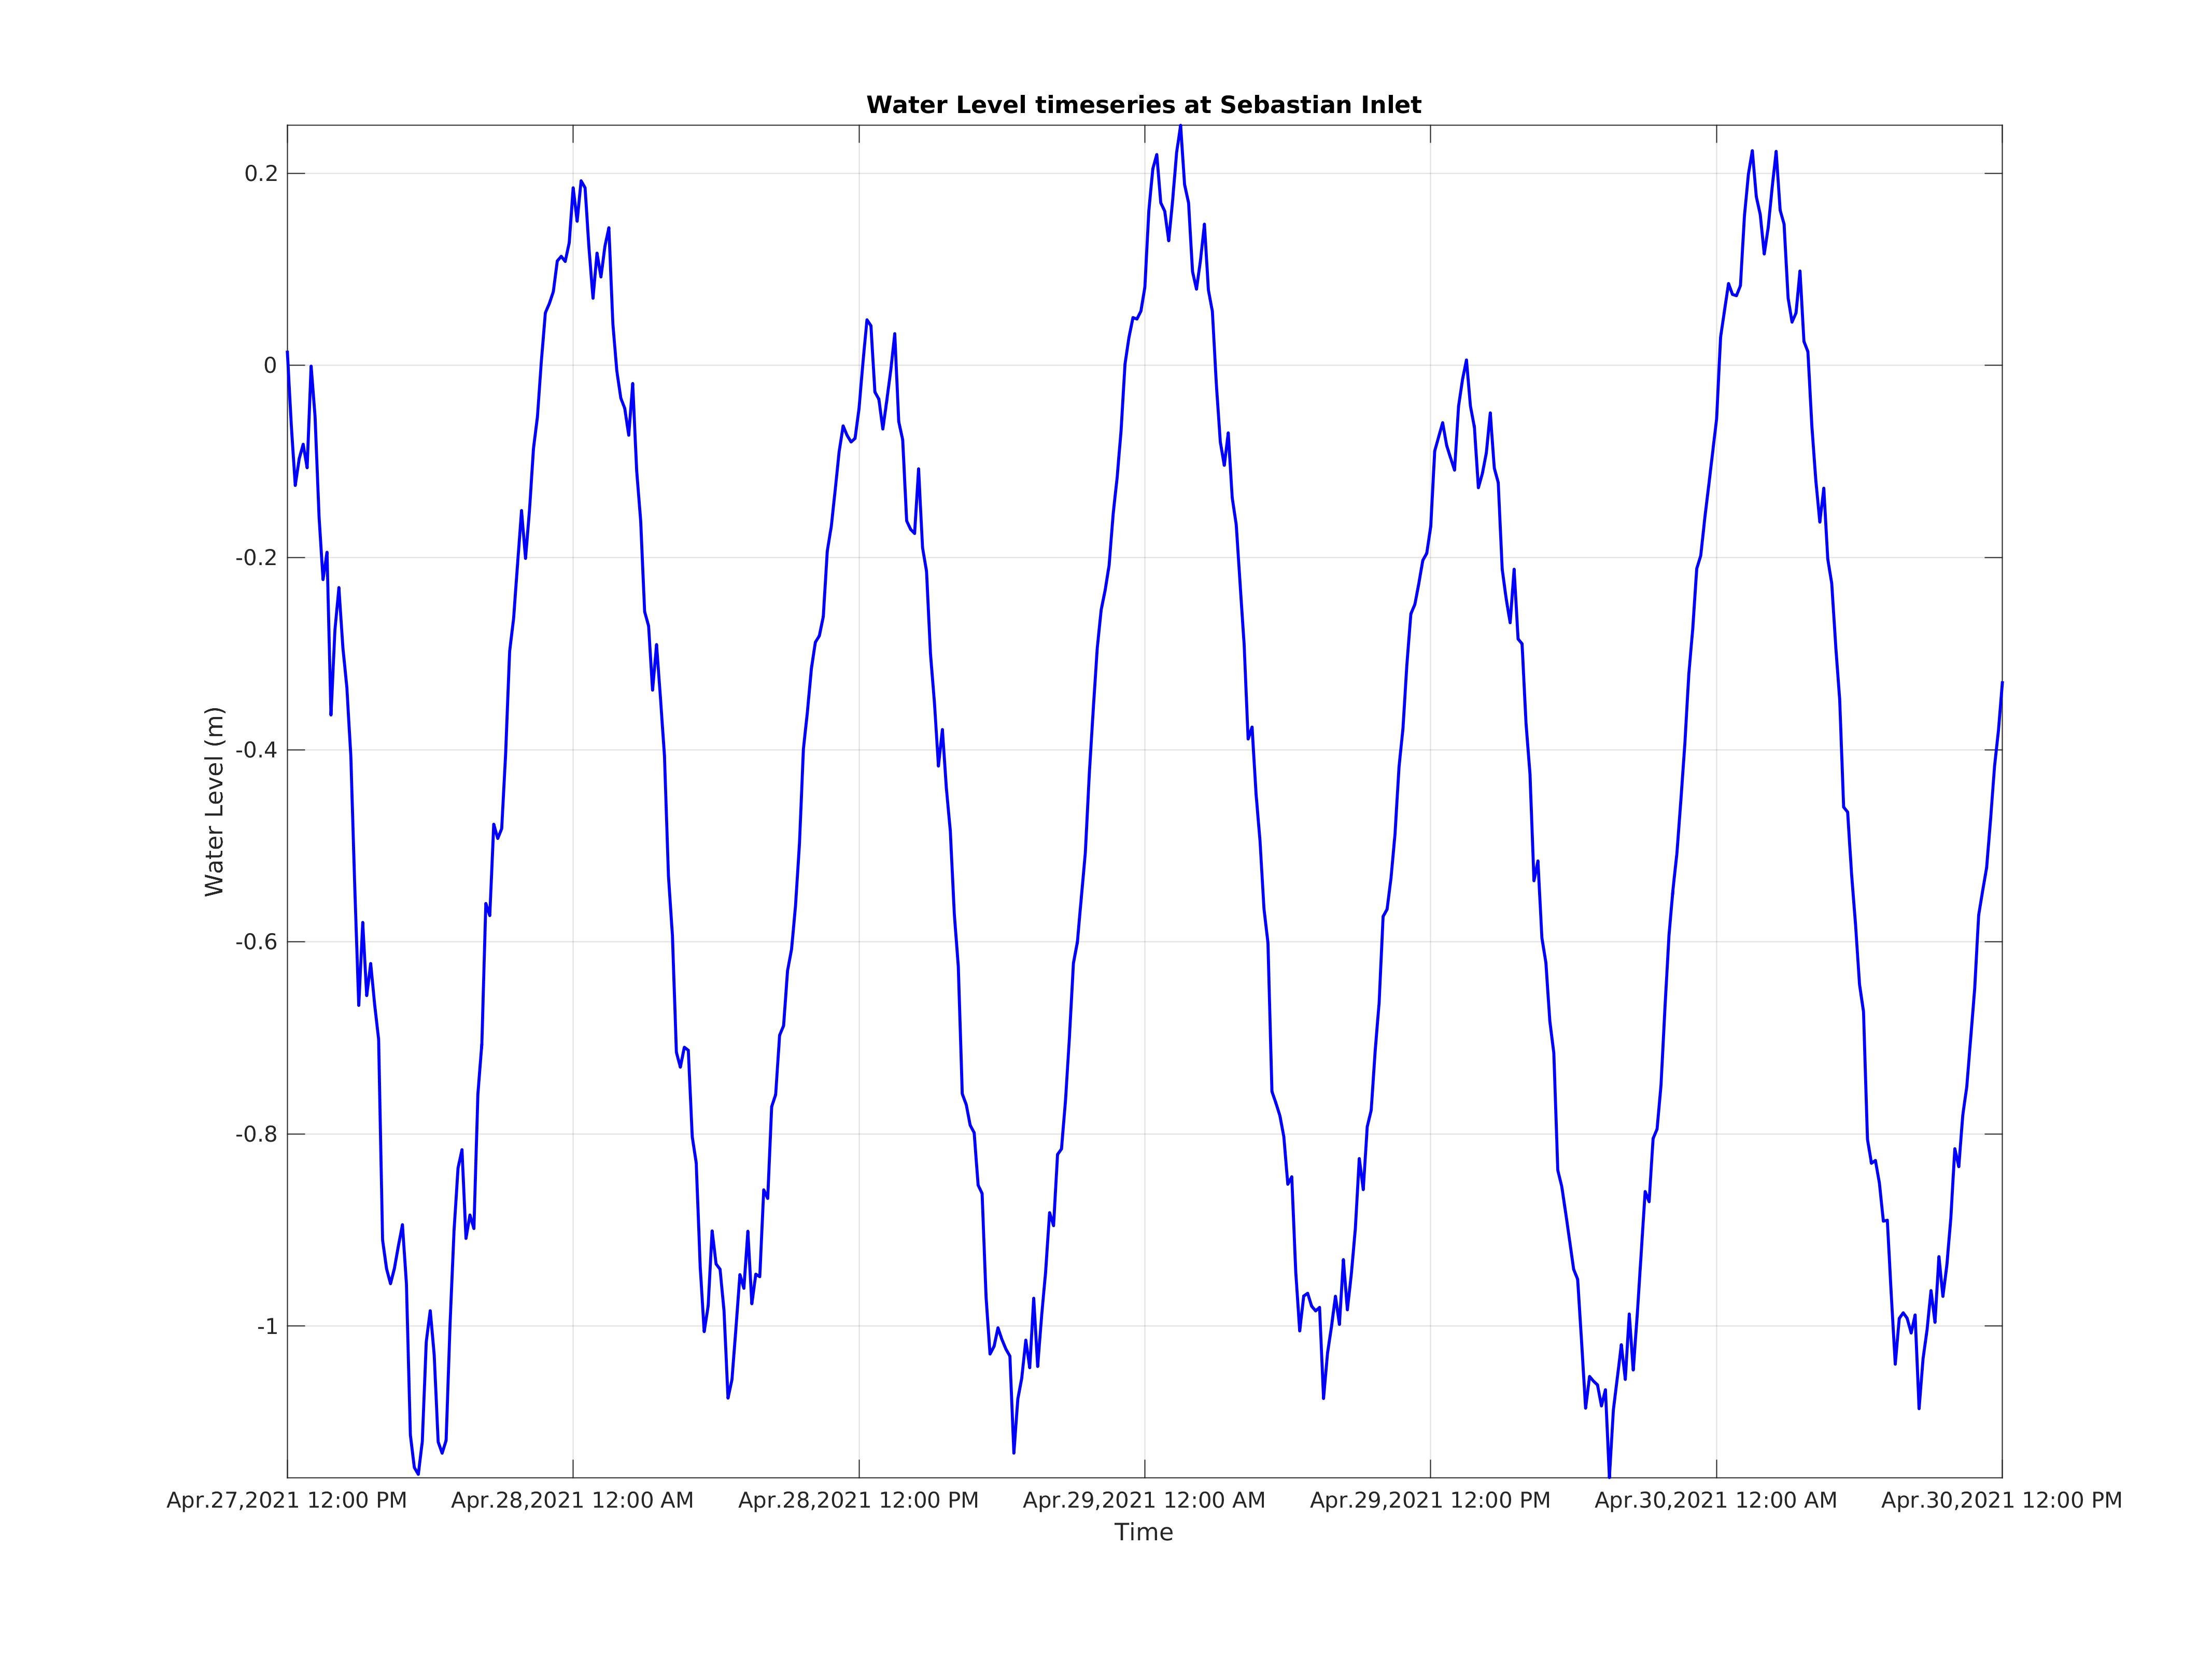 Water Level timeseries at Sebastian Inlet
0.2
0
-0.2
-0.4
-0.6
-0.8
-1
Water Level (m)
Apr.27,2021 12:00 PM
Apr.28,2021 12:00 AM
Apr.28,2021 12:00 PM
Apr.29,2021 12:00 AM
Apr.29,2021 12:00 PM
Apr.30,2021 12:00 AM
Apr.30,2021 12:00 PM
Time